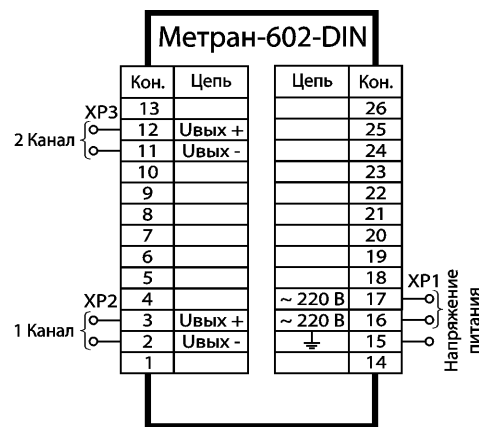 Метран-602-DIN
Кон. Цепь Цепь Кон.
XP3 13 26
12 Uвых + 25
2 Канал
11 Uвых - 24
10 23
9 22
8 21
7 20
6 19
5 18 XP1
XP2 4 ~ 220 В 17
3 Uвых + ~ 220 В 16
1 Канал
2 Uвых - 15
1 14
Напряжение
питания